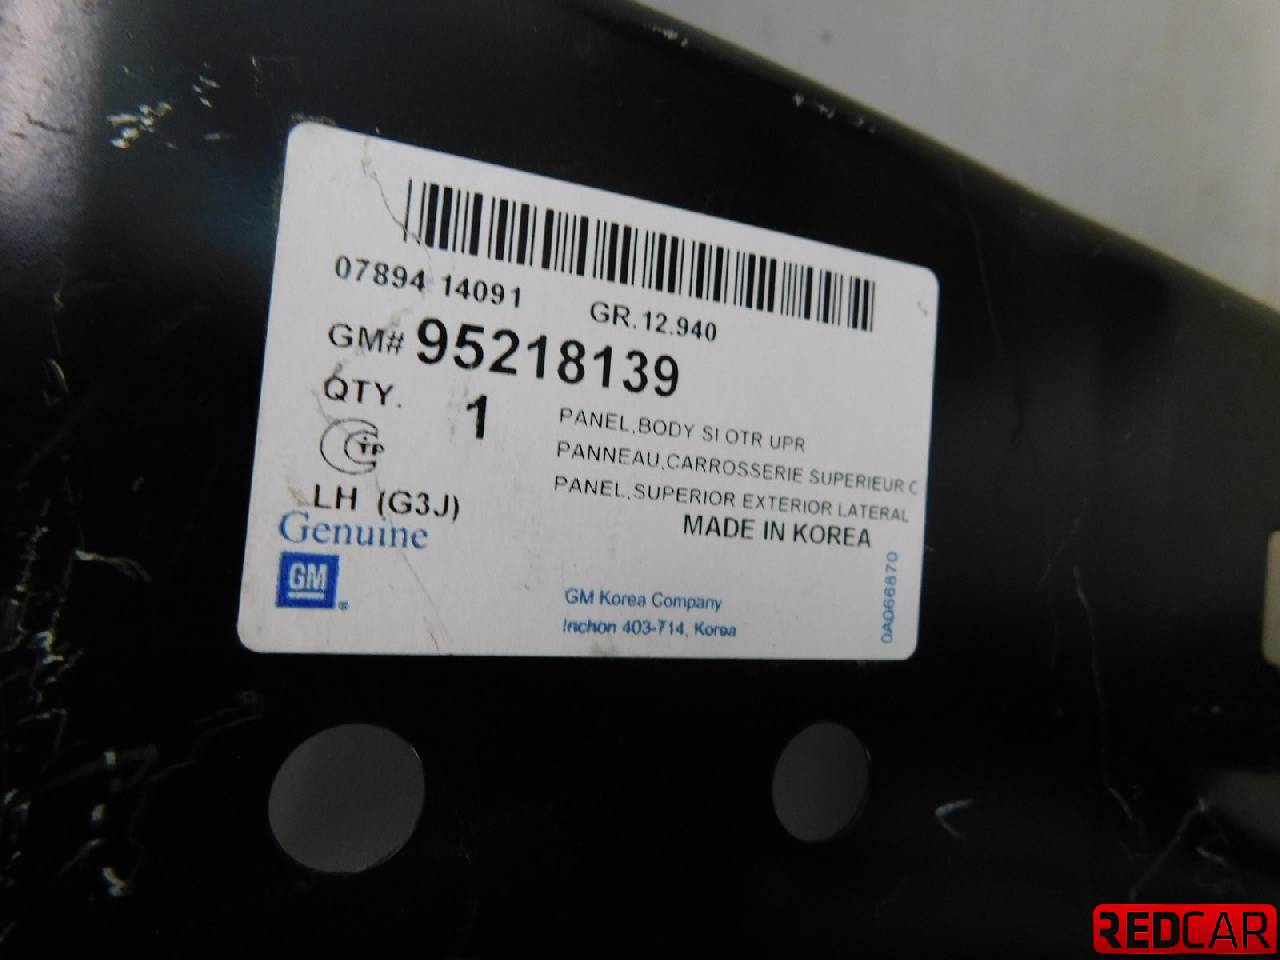 07894 14091
GR.12.940
GM# 95218139
QTY. 1
PANEL,BODY SI OTR UPR
PANNEAU,CARROSSERIE SUPERIEUR C
PANEL,SUPERIOR EXTERIOR LATERAL
LH (G3J)
MADE IN KOREA
Genuine
GM
GM Korea Company
Inchon 403-714, Korea
0A066870
REDCAR